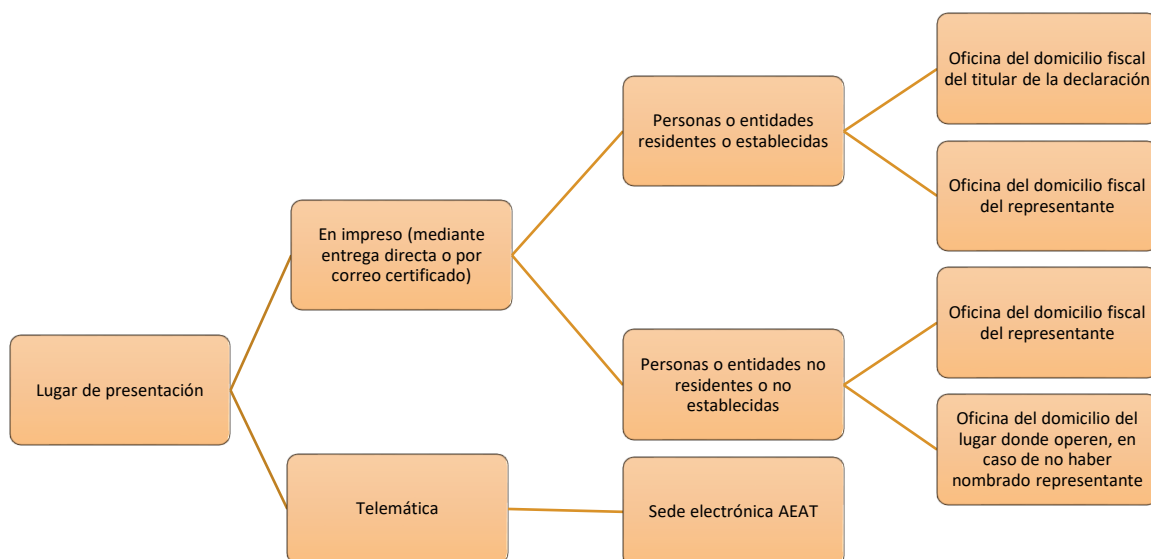 Lugar de presentación
En impreso (mediante
entrega directa o por
correo certificado)
Personas o entidades
residentes o establecidas
Oficina del domicilio fiscal
del titular de la declaración
Oficina del domicilio fiscal
del representante
Personas o entidades no
residentes o no
establecidas
Oficina del domicilio fiscal
del representante
Oficina del domicilio del
lugar donde operen, en
caso de no haber
nombrado representante
Telemática
Sede electrónica AEAT